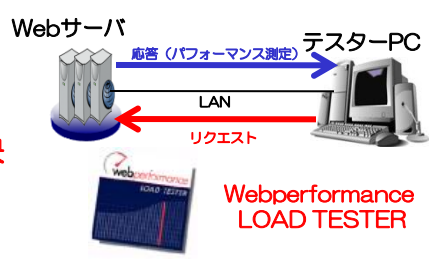 Webサーバ
テスターPC
応答（パフォーマンス測定）
LAN
リクエスト
webperformance
LOAD TESTER
Webperformance
LOAD TESTER